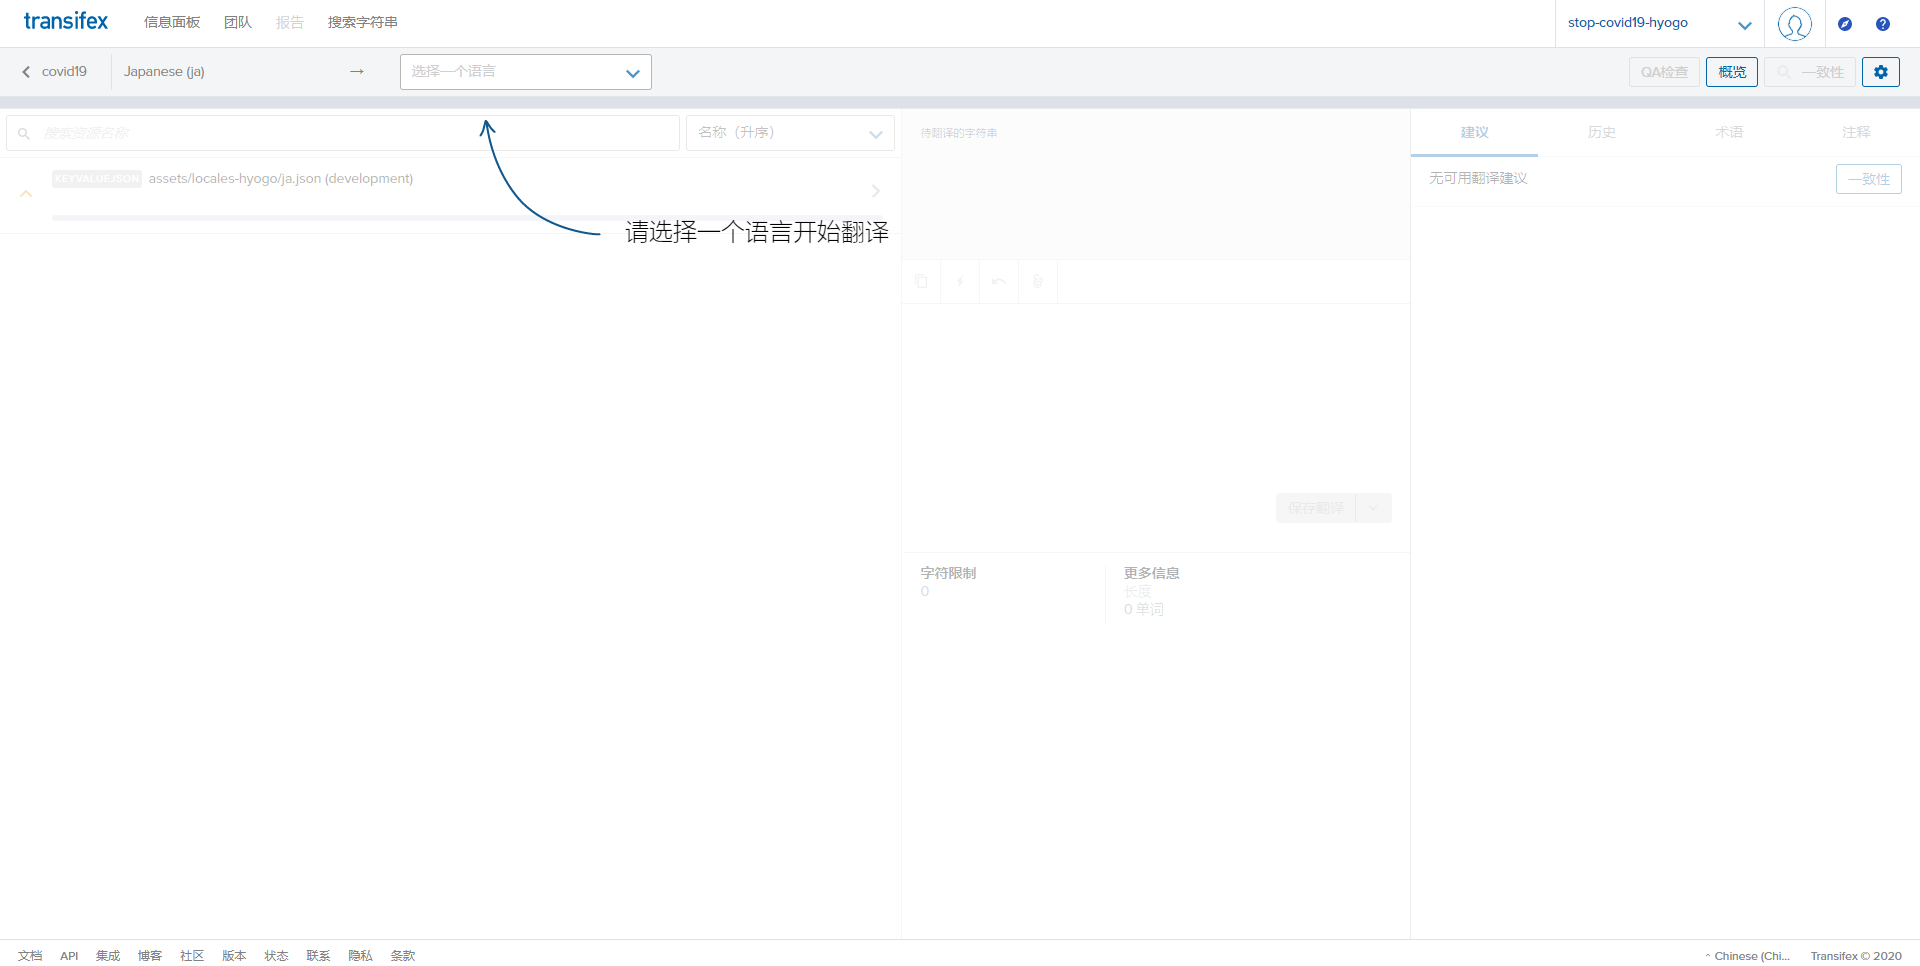 transifex
信息面板 团队 报告 搜索字符串
stop-covid19-hyogo
covid19
Japanese (ja) → 选择一个语言
QA检查 概览 一致性
搜索资源名称
名称（升序）
KEYVALUEJSON assets/locales-hyogo/ja.json (development)
请选择一个语言开始翻译
待翻译的字符串
保存翻译
字符限制
0
更多信息
长度
0 单词
建议 历史 术语 注释
无可用翻译建议
一致性
文档 API 集成 博客 社区 版本 状态 联系 隐私 条款
Chinese (Chi... Transifex © 2020